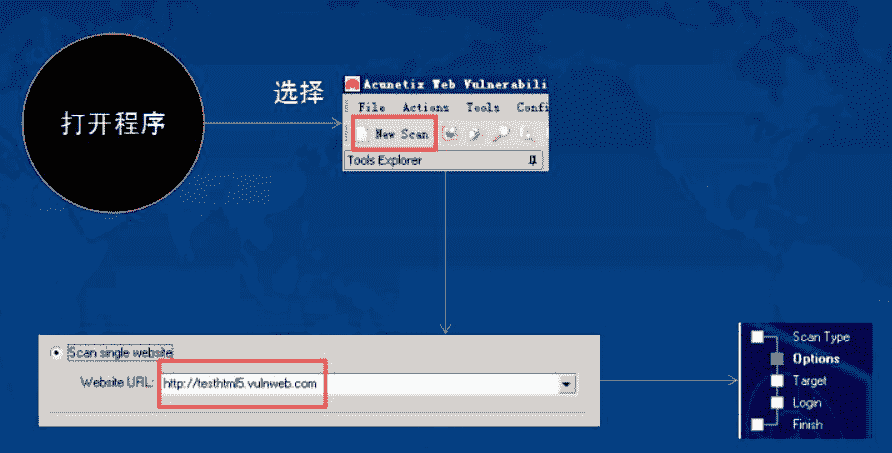 打开程序
选择
Acunetix Web Vulnerabili
File Actions Tools Confi
New Scan
Tools Explorer
Scan single website
Website URL: http://testhtml5.vulnweb.com
Scan Type
Options
Target
Login
Finish